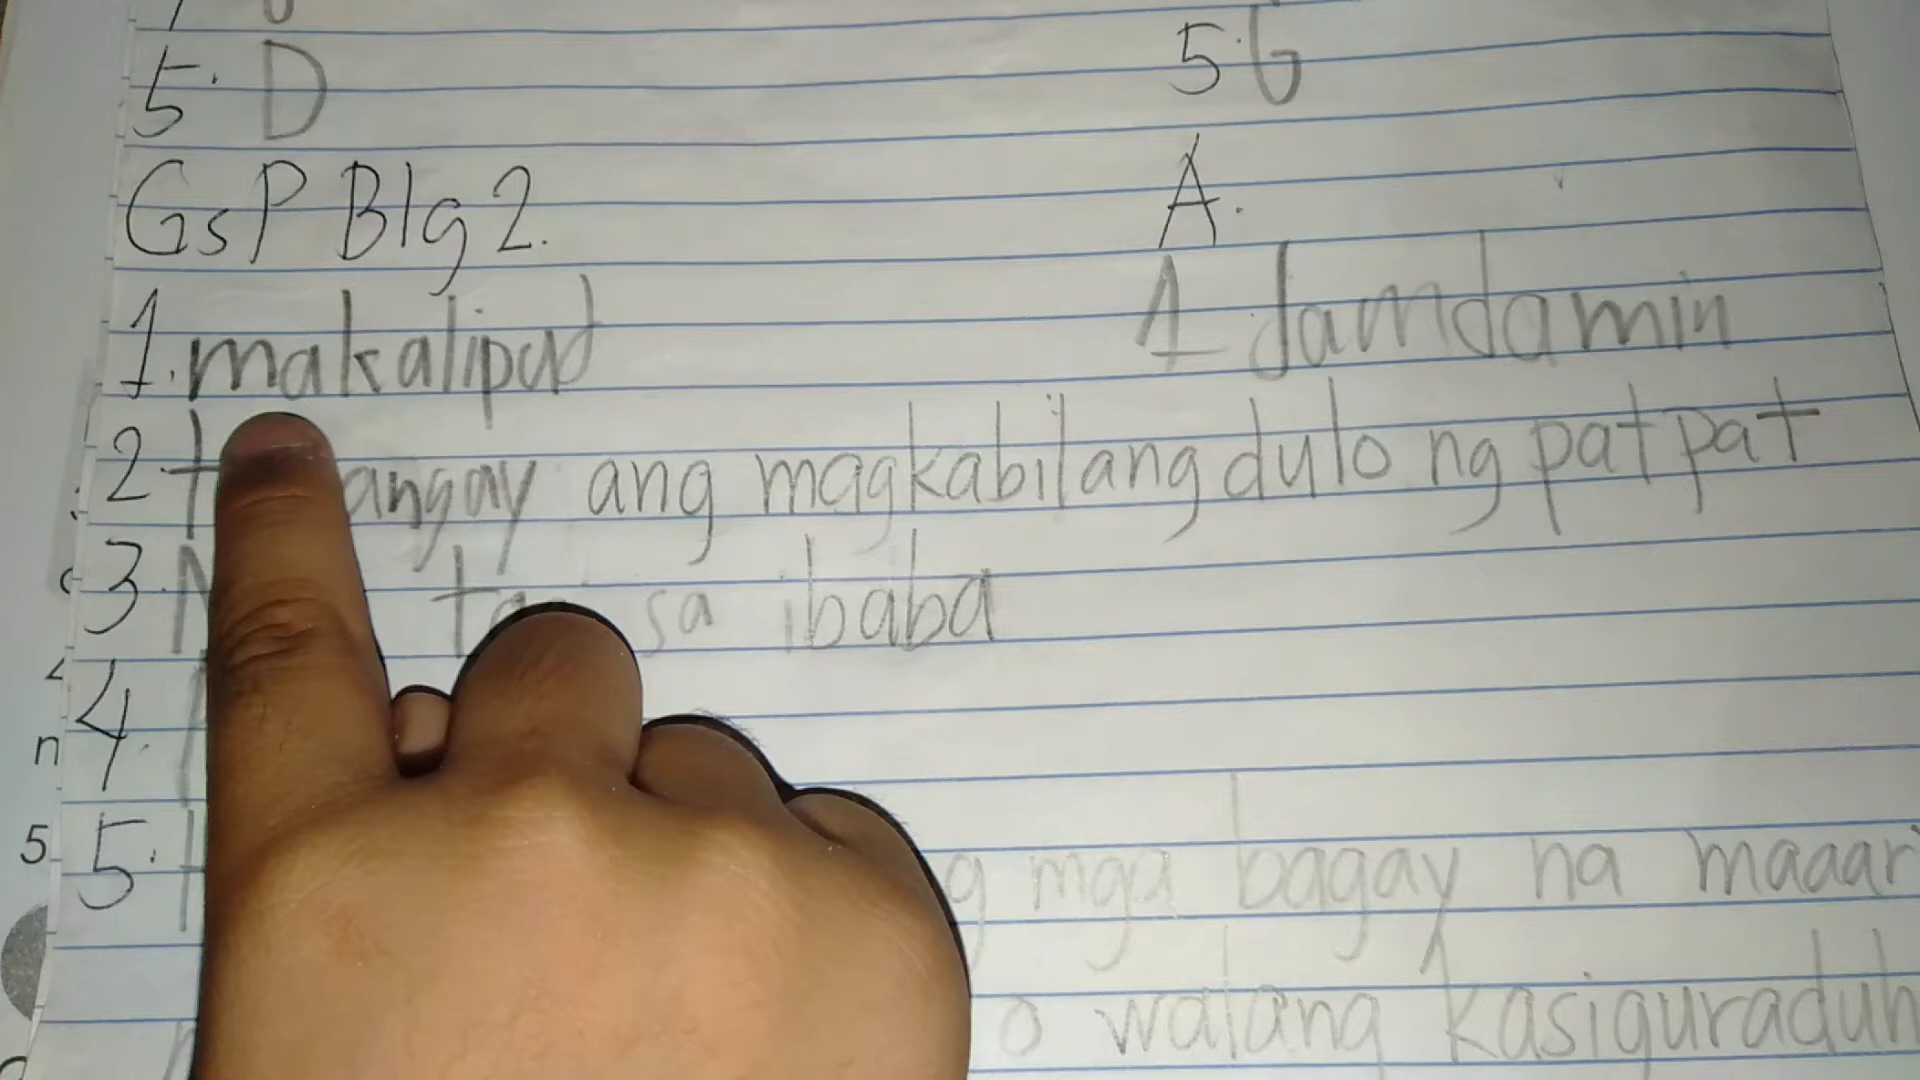 5. D
5. G
GsP Blg 2.
A.
1. makalipad
1 damdamin
2 angay ang magkabilang dulo ng patpat
3. sa ibaba
4.
5.
5. g mga bagay na maaar
o walang kasiguraduh